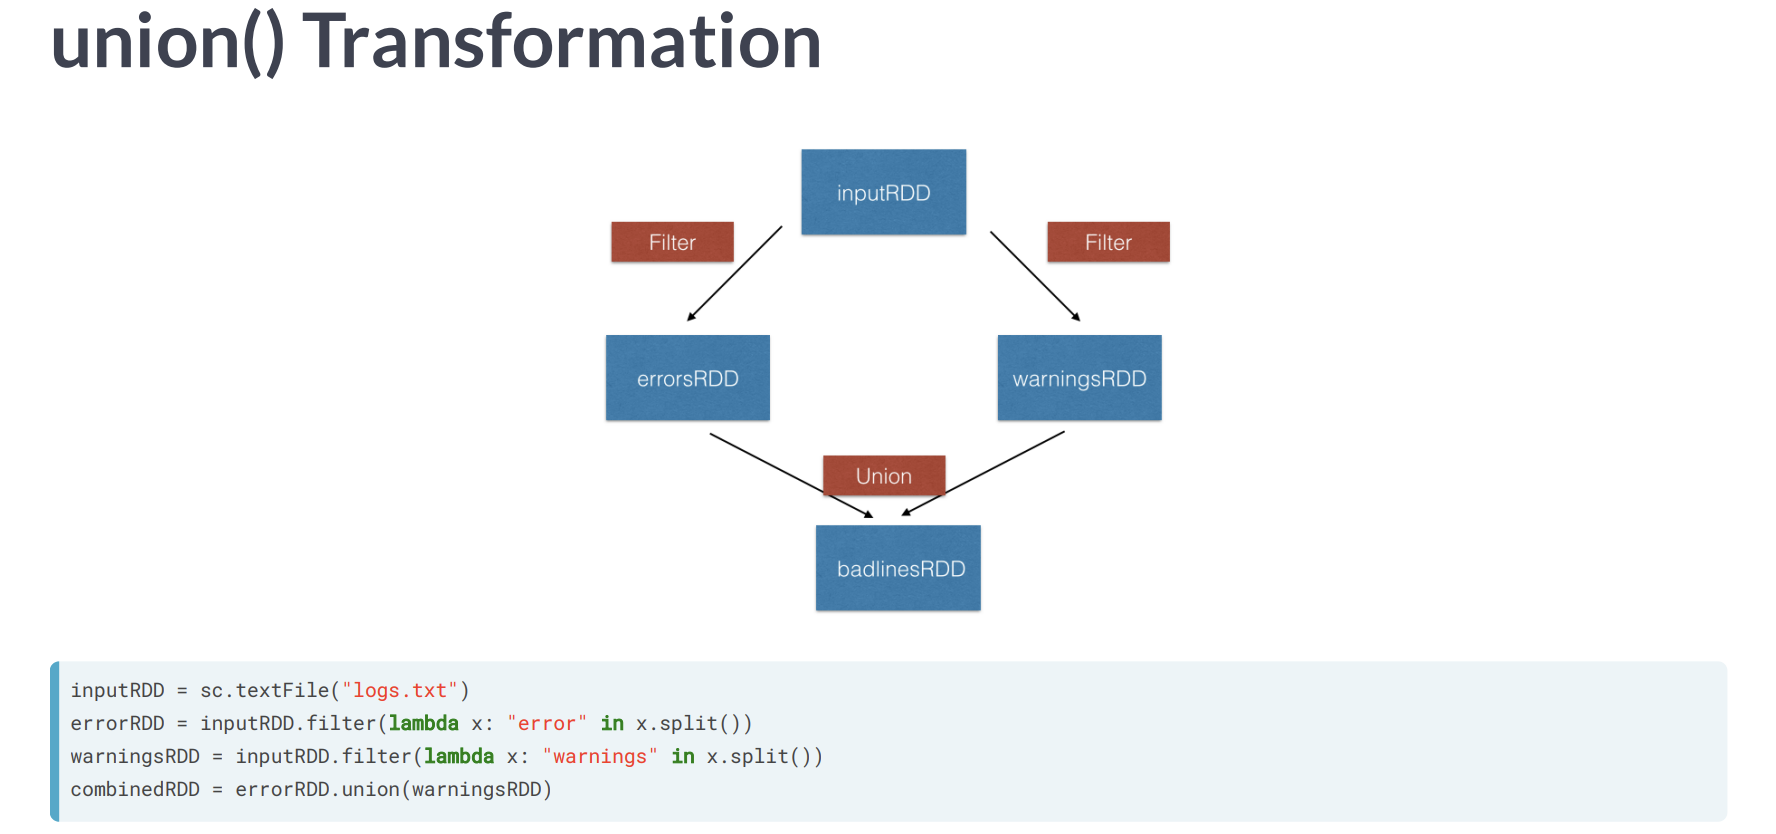 union() Transformation
inputRDD
Filter
Filter
errorsRDD
warningsRDD
Union
badlinesRDD
inputRDD = sc.textFile("logs.txt")
errorRDD = inputRDD.filter(lambda x: "error" in x.split())
warningsRDD = inputRDD.filter(lambda x: "warnings" in x.split())
combinedRDD = errorRDD.union(warningsRDD)